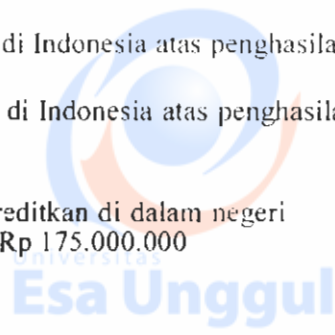 di Indonesia atas penghasila
di Indonesia atas penghasila
reditkan di dalam negeri
Rp 175.000.000
Universitas
Esa Unggul